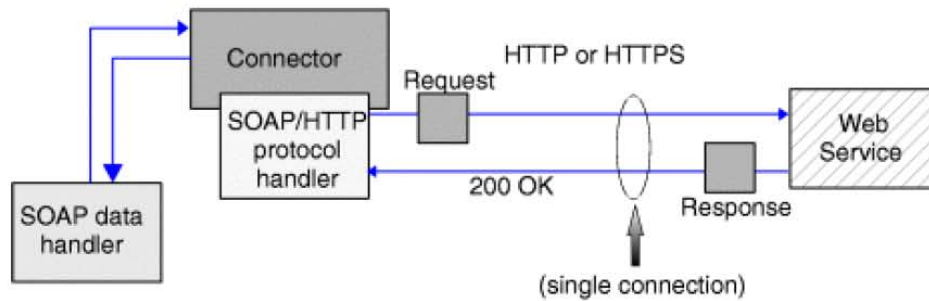 Connector
HTTP or HTTPS
Request
SOAP/HTTP
protocol
handler
Web
Service
200 OK
Response
SOAP data
handler
(single connection)